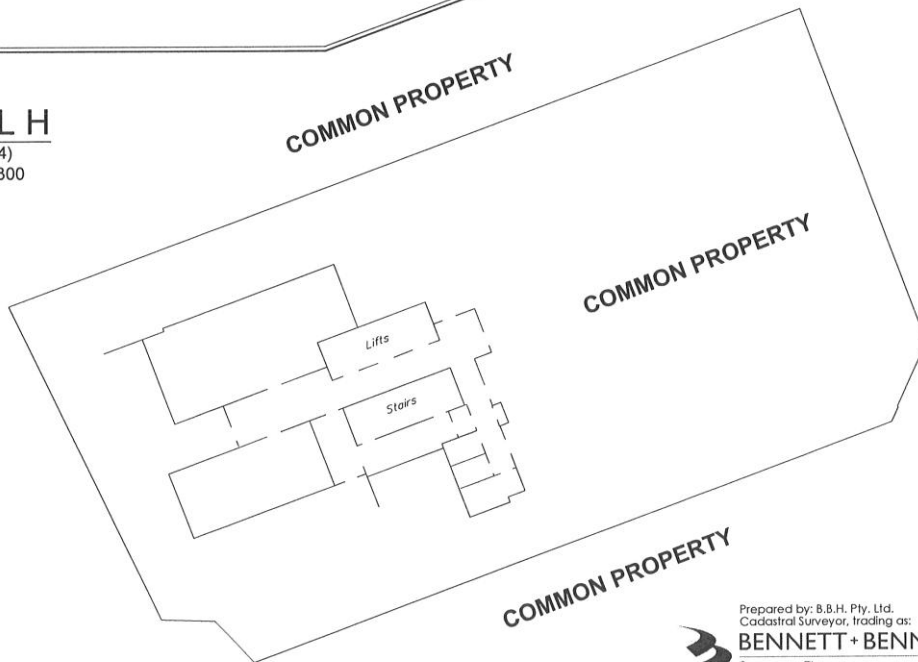 COMMON PROPERTY
L H
4)
300
COMMON PROPERTY
Lifts
Stairs
COMMON PROPERTY
Prepared by: B.B.H. Pty. Ltd.
Cadastral Surveyor, trading as:
BENNETT + BENN